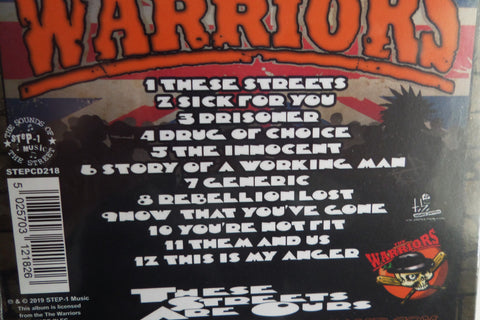 WARRIORS
1 THESE STREETS
2 SICK FOR YOU
3 PRISONER
4 DRUG OF CHOICE
5 THE INNOCENT
6 STORY OF A WORKING MAN
7 GENERIC
8 REBELLION LOST
9 NOW THAT YOU'VE GONE
10 YOU'RE NOT FIT
11 THEM AND US
12 THIS IS MY ANGER
THE SOUNDS OF
STEP-1
MUSIC
THE STREET
STEPCD218
5 025703 121826
THE
WARRIORS
THESE
STREETS
ARE OURS
℗ & © 2019 STEP-1 Music
This album is licensed
from the The Warriors